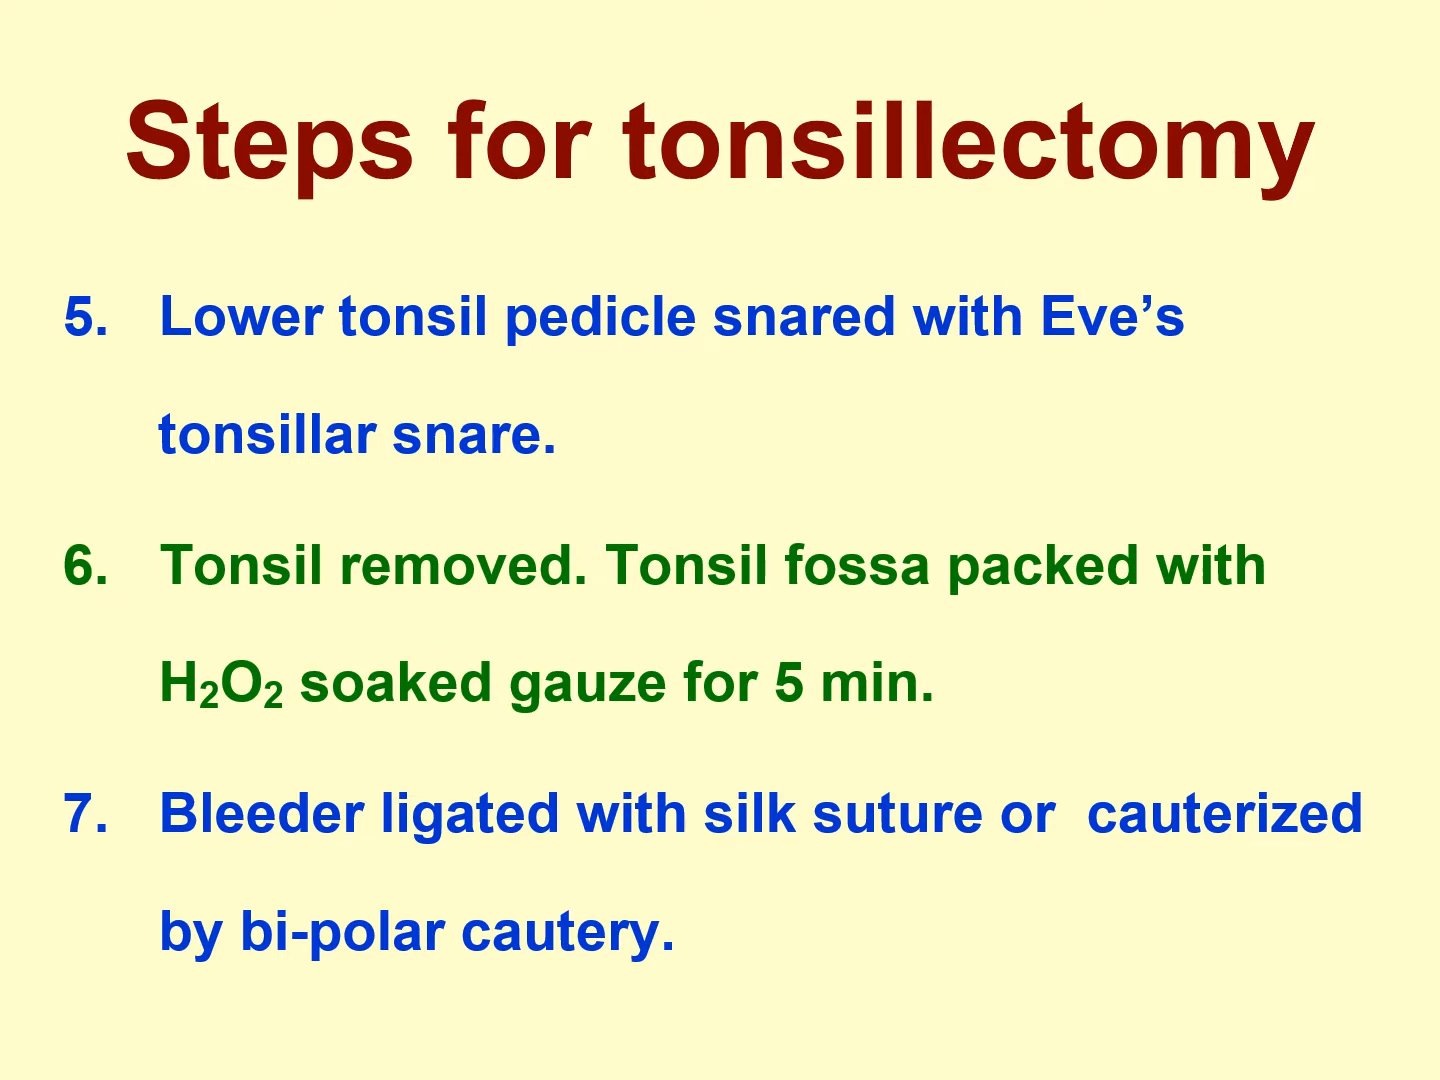 Steps for tonsillectomy
5. Lower tonsil pedicle snared with Eve’s
tonsillar snare.
6. Tonsil removed. Tonsil fossa packed with
H₂O₂ soaked gauze for 5 min.
7. Bleeder ligated with silk suture or  cauterized
by bi-polar cautery.